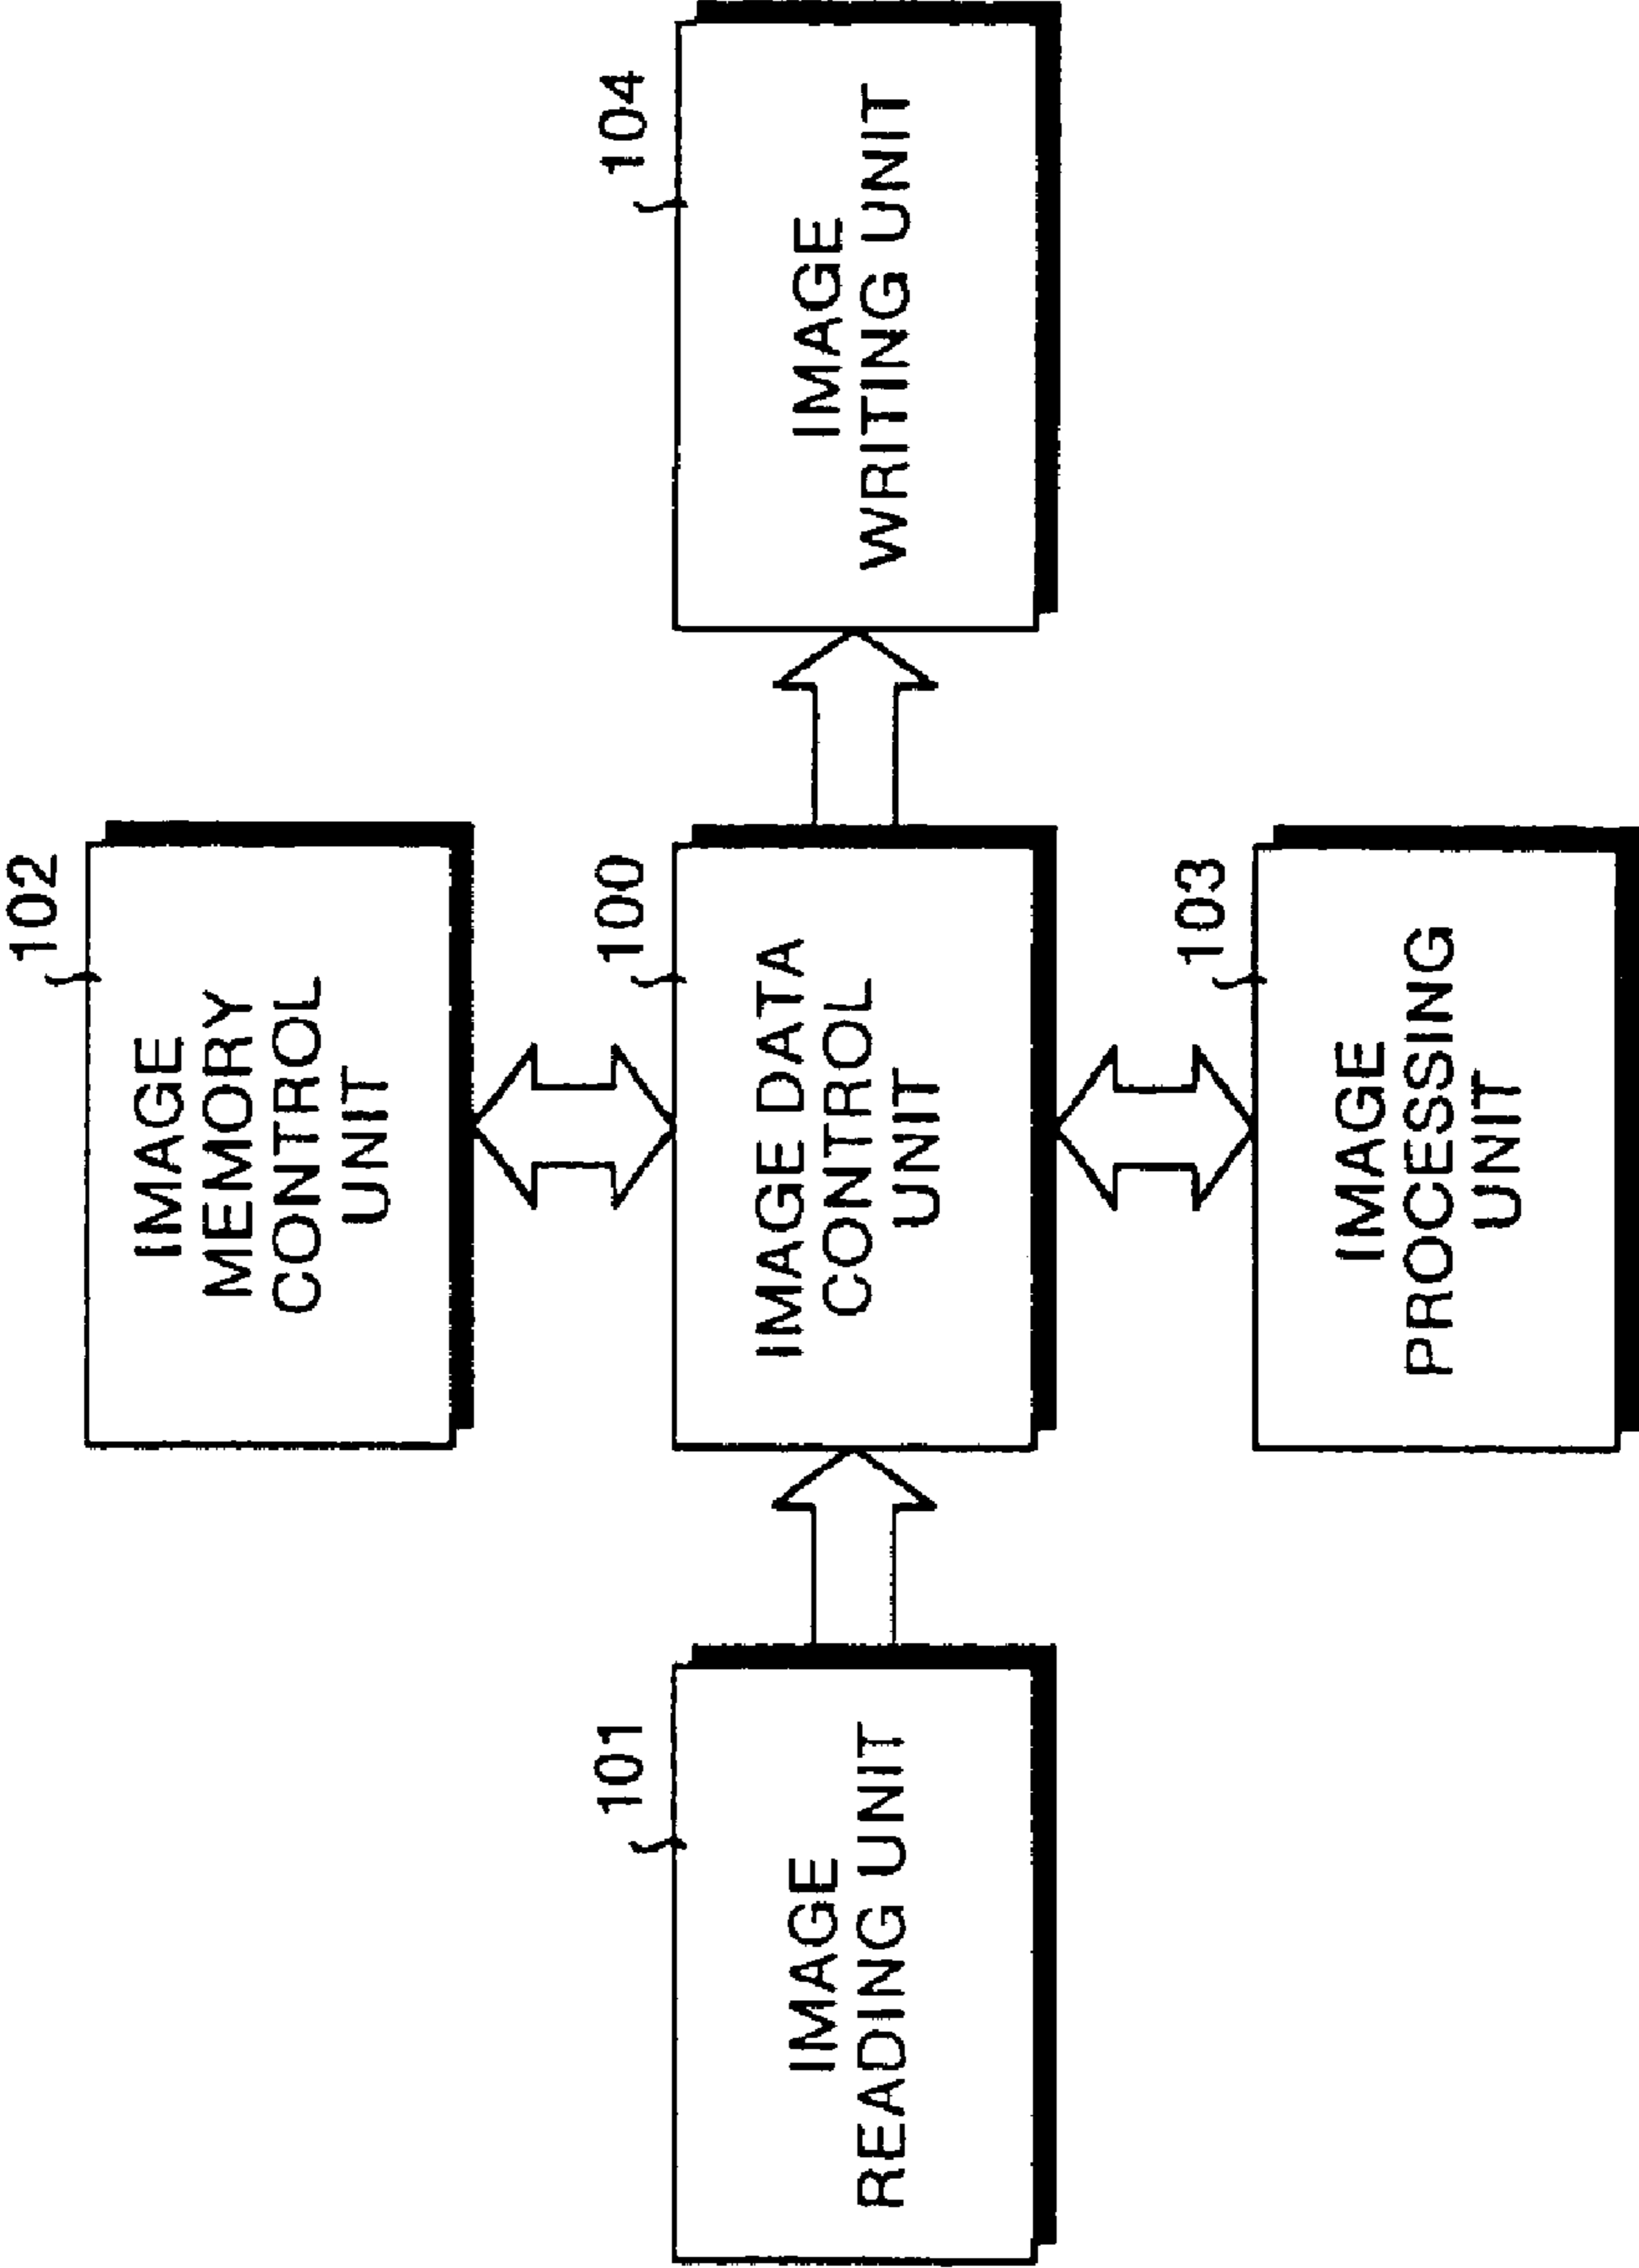 102
IMAGE
MEMORY
CONTROL
UNIT
101
IMAGE
READING UNIT
100
IMAGE DATA
CONTROL
UNIT
104
IMAGE
WRITING UNIT
103
IMAGE
PROCESSING
UNIT